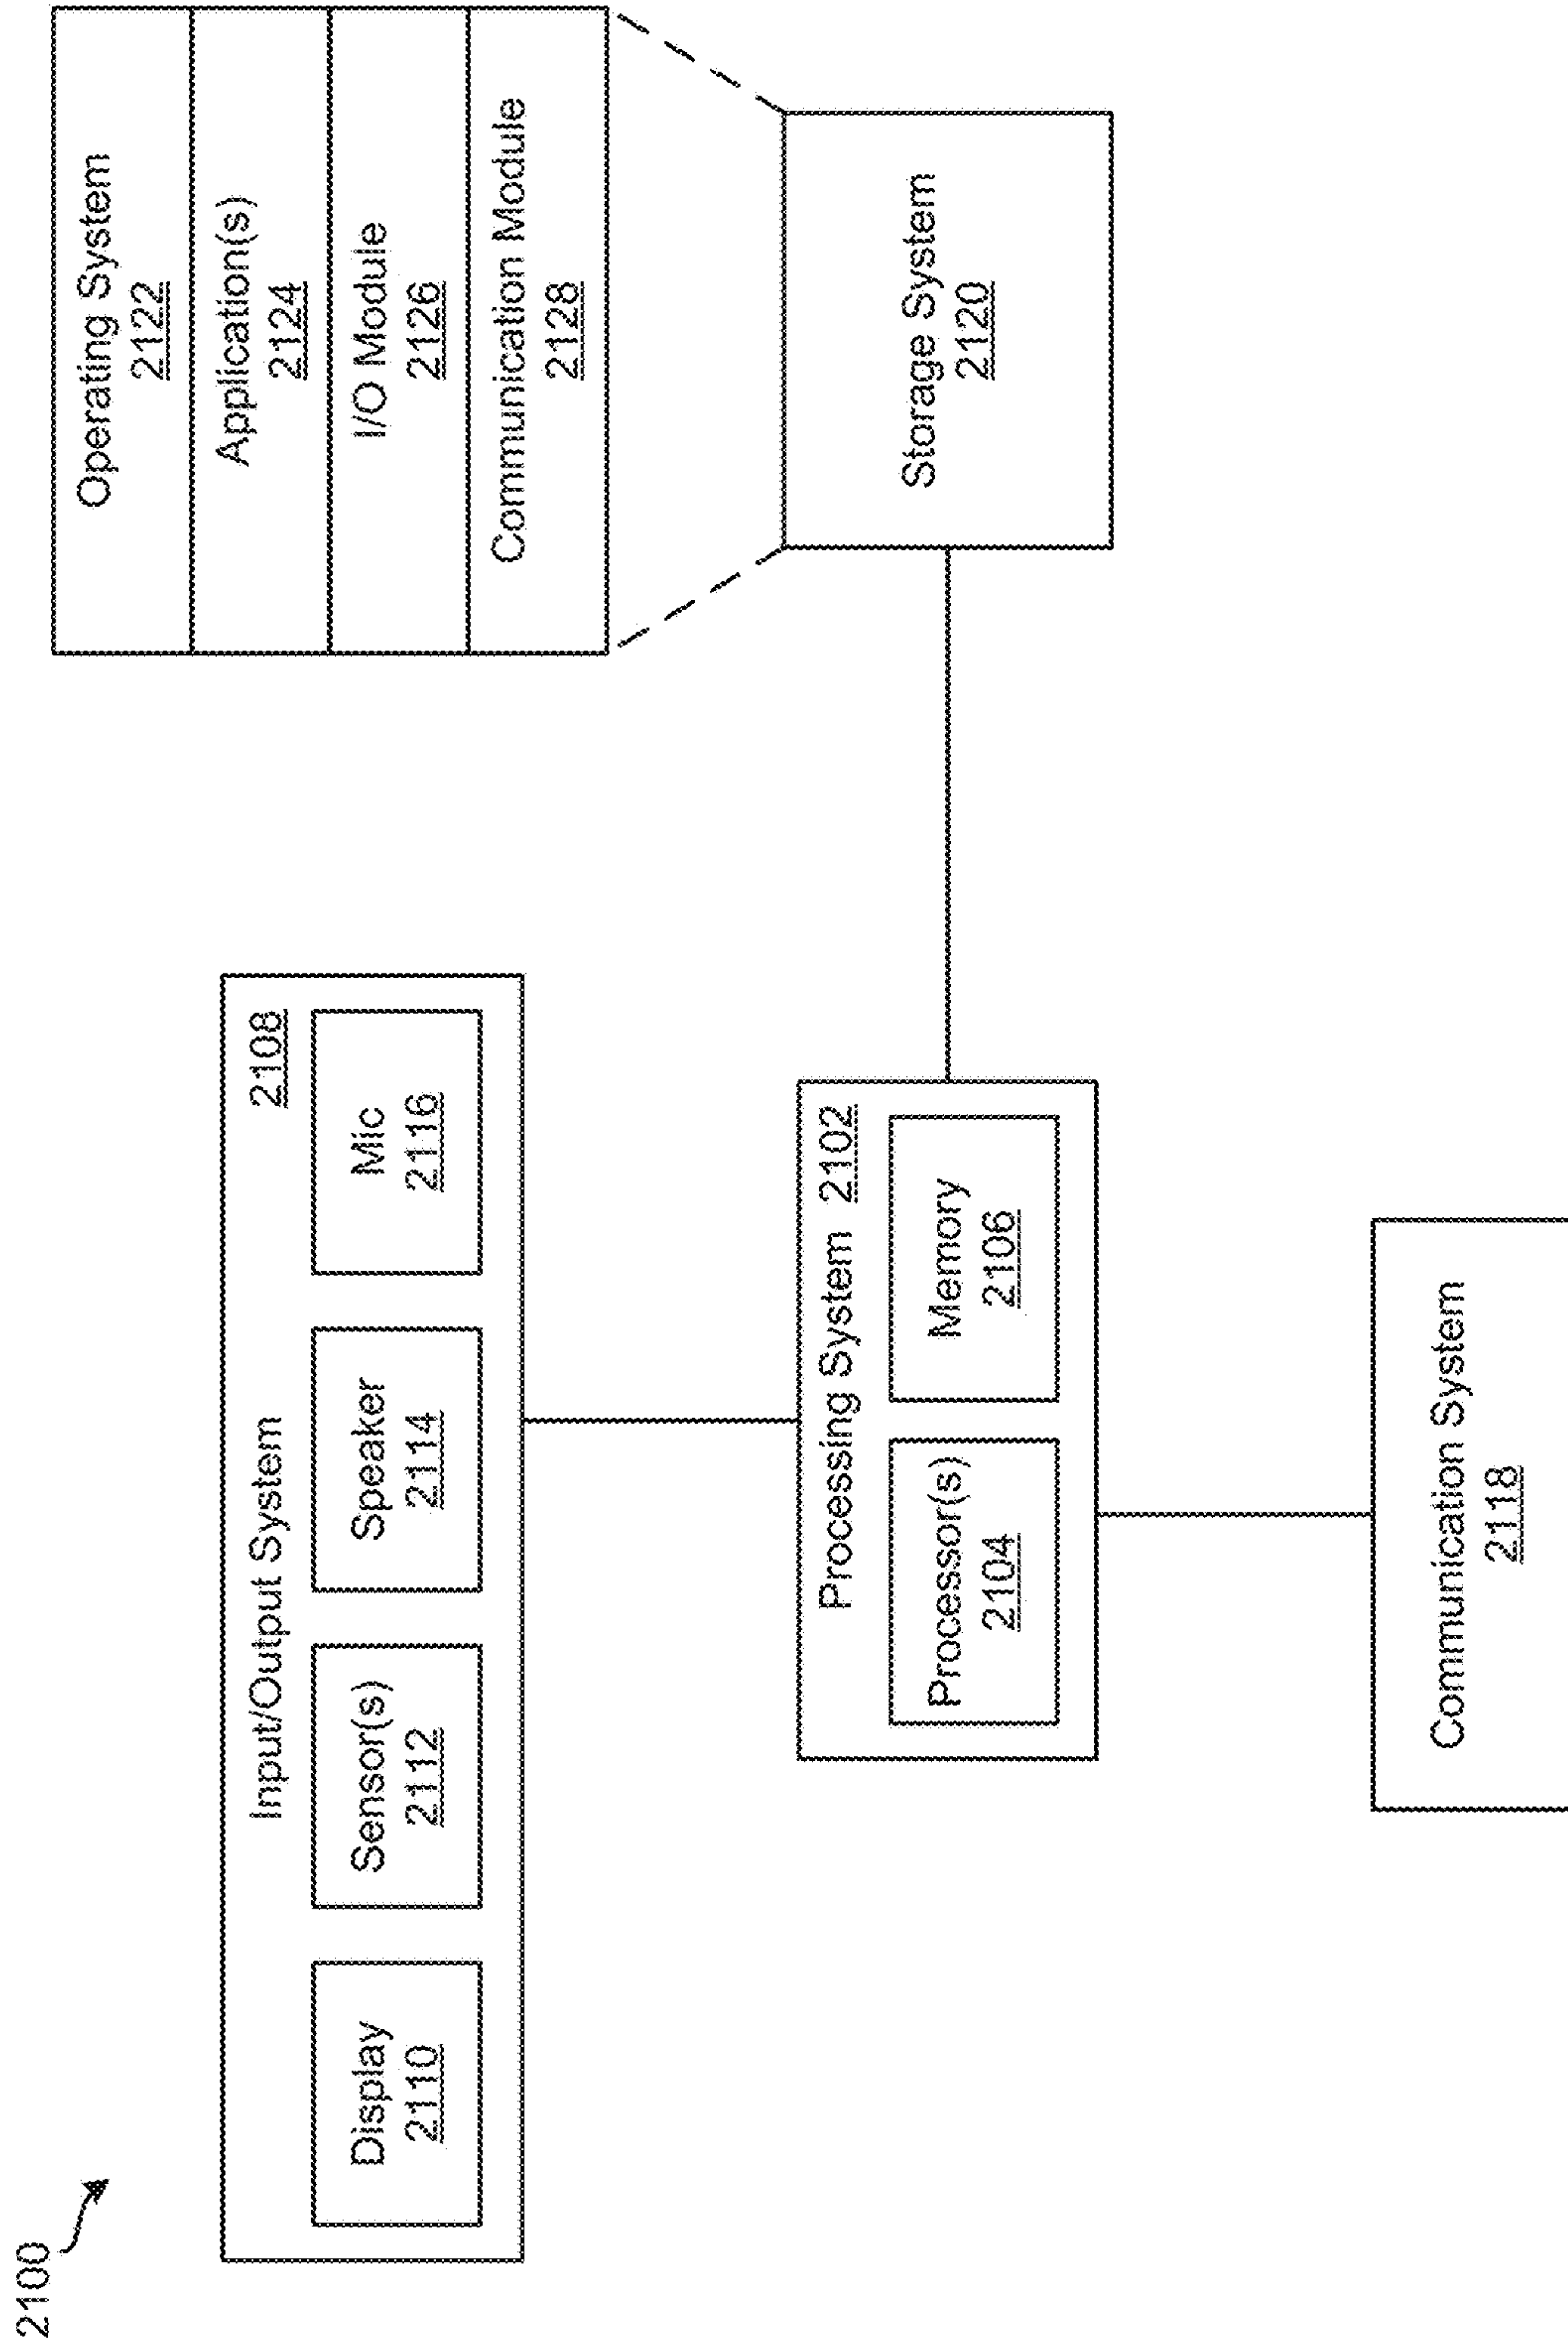 2100
Input/Output System
2108
Display
2110
Sensor(s)
2112
Speaker
2114
Mic
2116
Operating System
2122
Application(s)
2124
I/O Module
2126
Communication Module
2128
Processing System 2102
Processor(s)
2104
Memory
2106
Storage System
2120
Communication System
2118